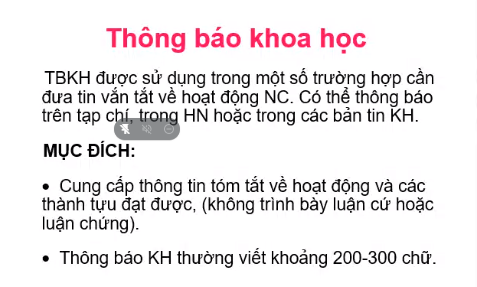 Thông báo khoa học
TBKH được sử dụng trong một số trường hợp cần
đưa tin vắn tắt về hoạt động NC. Có thể thông báo
trên tạp chí, trong HN hoặc trong các bản tin KH.
MỤC ĐÍCH:
• Cung cấp thông tin tóm tắt về hoạt động và các
thành tựu đạt được, (không trình bày luận cứ hoặc
luận chứng).
• Thông báo KH thường viết khoảng 200-300 chữ.